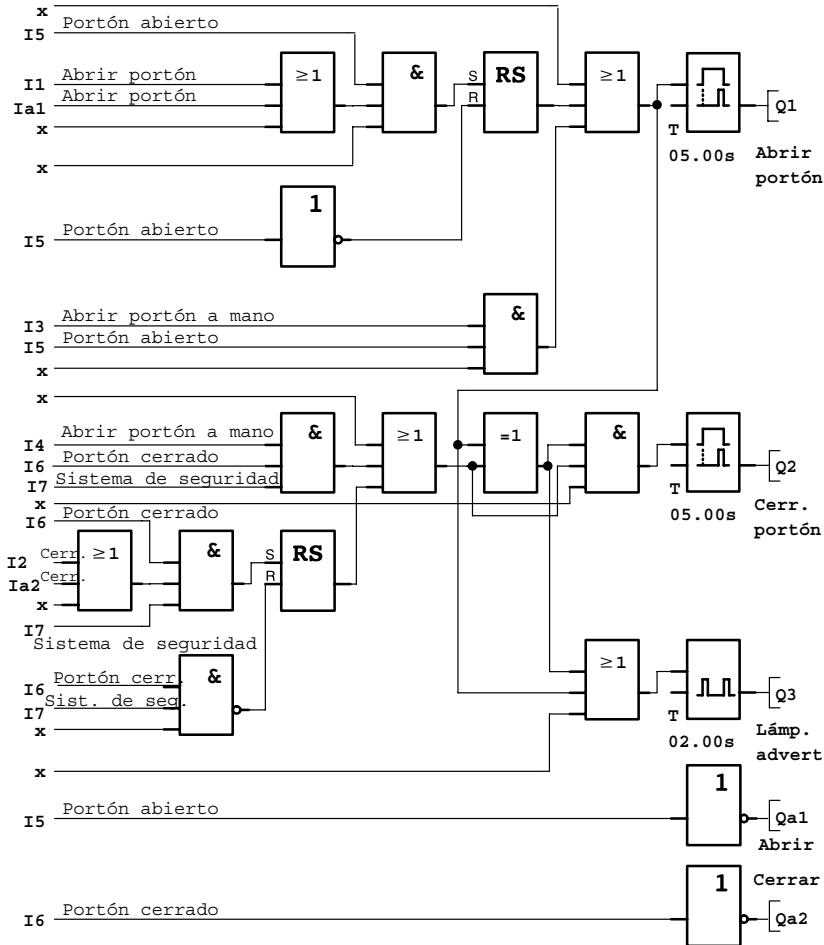 x
I5 Portón abierto
I1 Abrir portón
Ia1 Abrir portón
x
x
≥1
&
S
R
RS
≥1
T
05.00s
Q1
Abrir
portón
1
I5 Portón abierto
I3 Abrir portón a mano
I5 Portón abierto
x
&
x
I4 Abrir portón a mano
I6 Portón cerrado
I7 Sistema de seguridad
x
&
≥1
=1
&
T
05.00s
Q2
Cerr.
portón
I6 Portón cerrado
I2 Cerr.
Ia2 Cerr.
x
I7
Sistema de seguridad
≥1
&
S
R
RS
I6 Portón cerr.
I7 Sist. de seg.
x
&
x
≥1
T
02.00s
Q3
Lámp.
advert
I5 Portón abierto
1
Qa1
Abrir
I6 Portón cerrado
1
Cerrar
Qa2